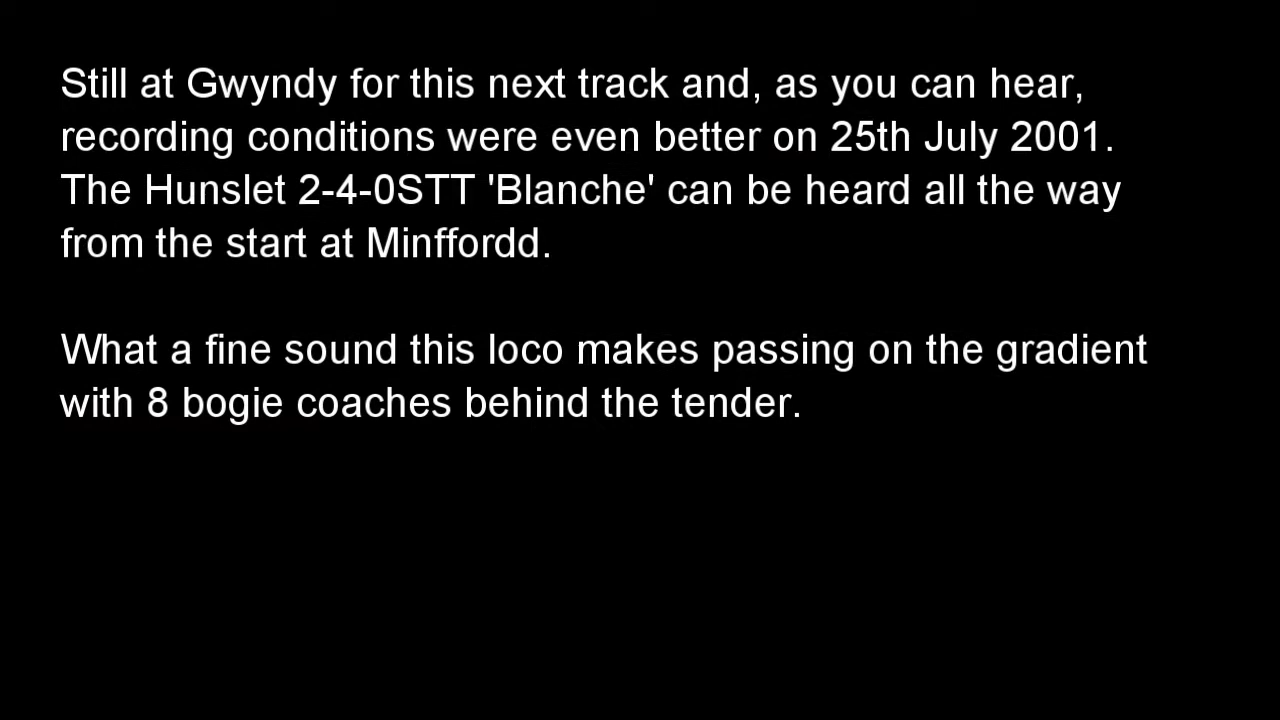 Still at Gwyndy for this next track and, as you can hear,
recording conditions were even better on 25th July 2001.
The Hunslet 2-4-0STT 'Blanche' can be heard all the way
from the start at Minffordd.
What a fine sound this loco makes passing on the gradient
with 8 bogie coaches behind the tender.